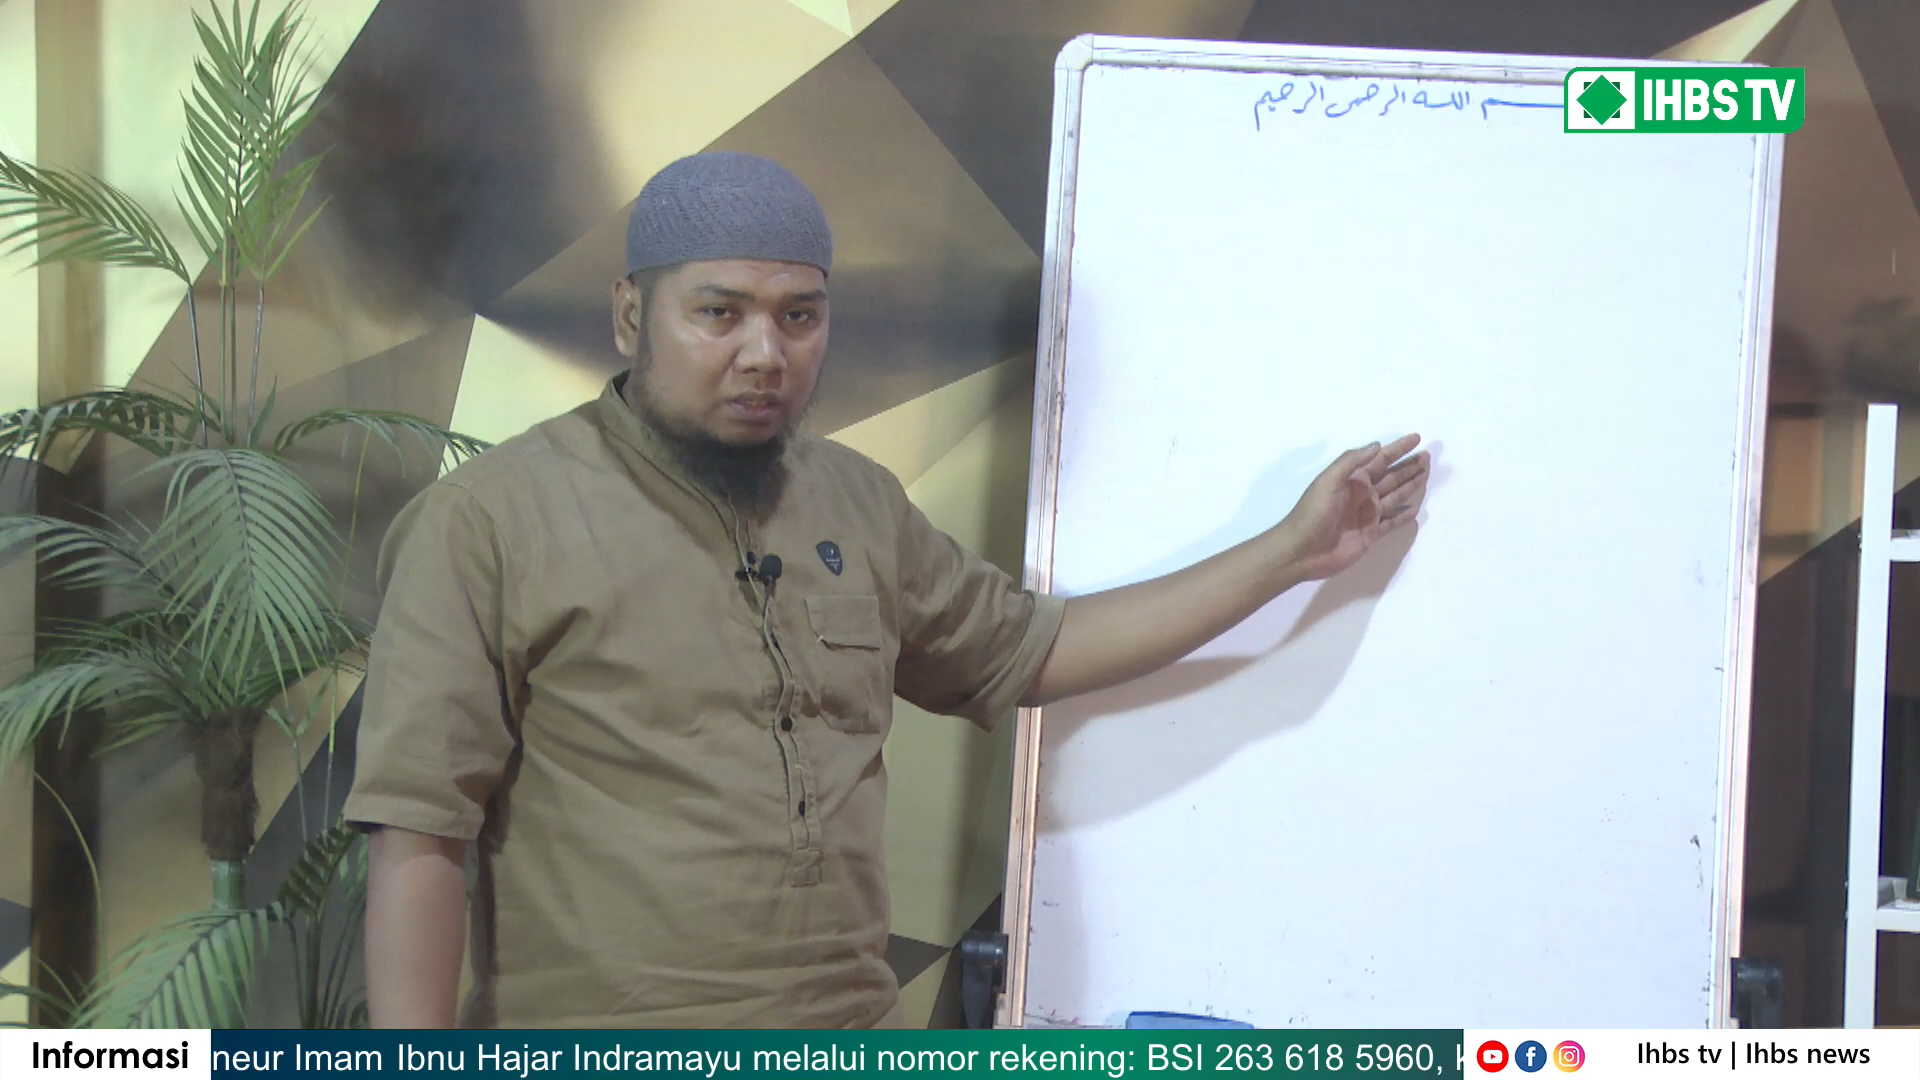 بسم الله الرحمن الرحيم
IHBS TV
Informasi
neur Imam Ibnu Hajar Indramayu melalui nomor rekening: BSI 263 618 5960,
Ihbs tv | Ihbs news